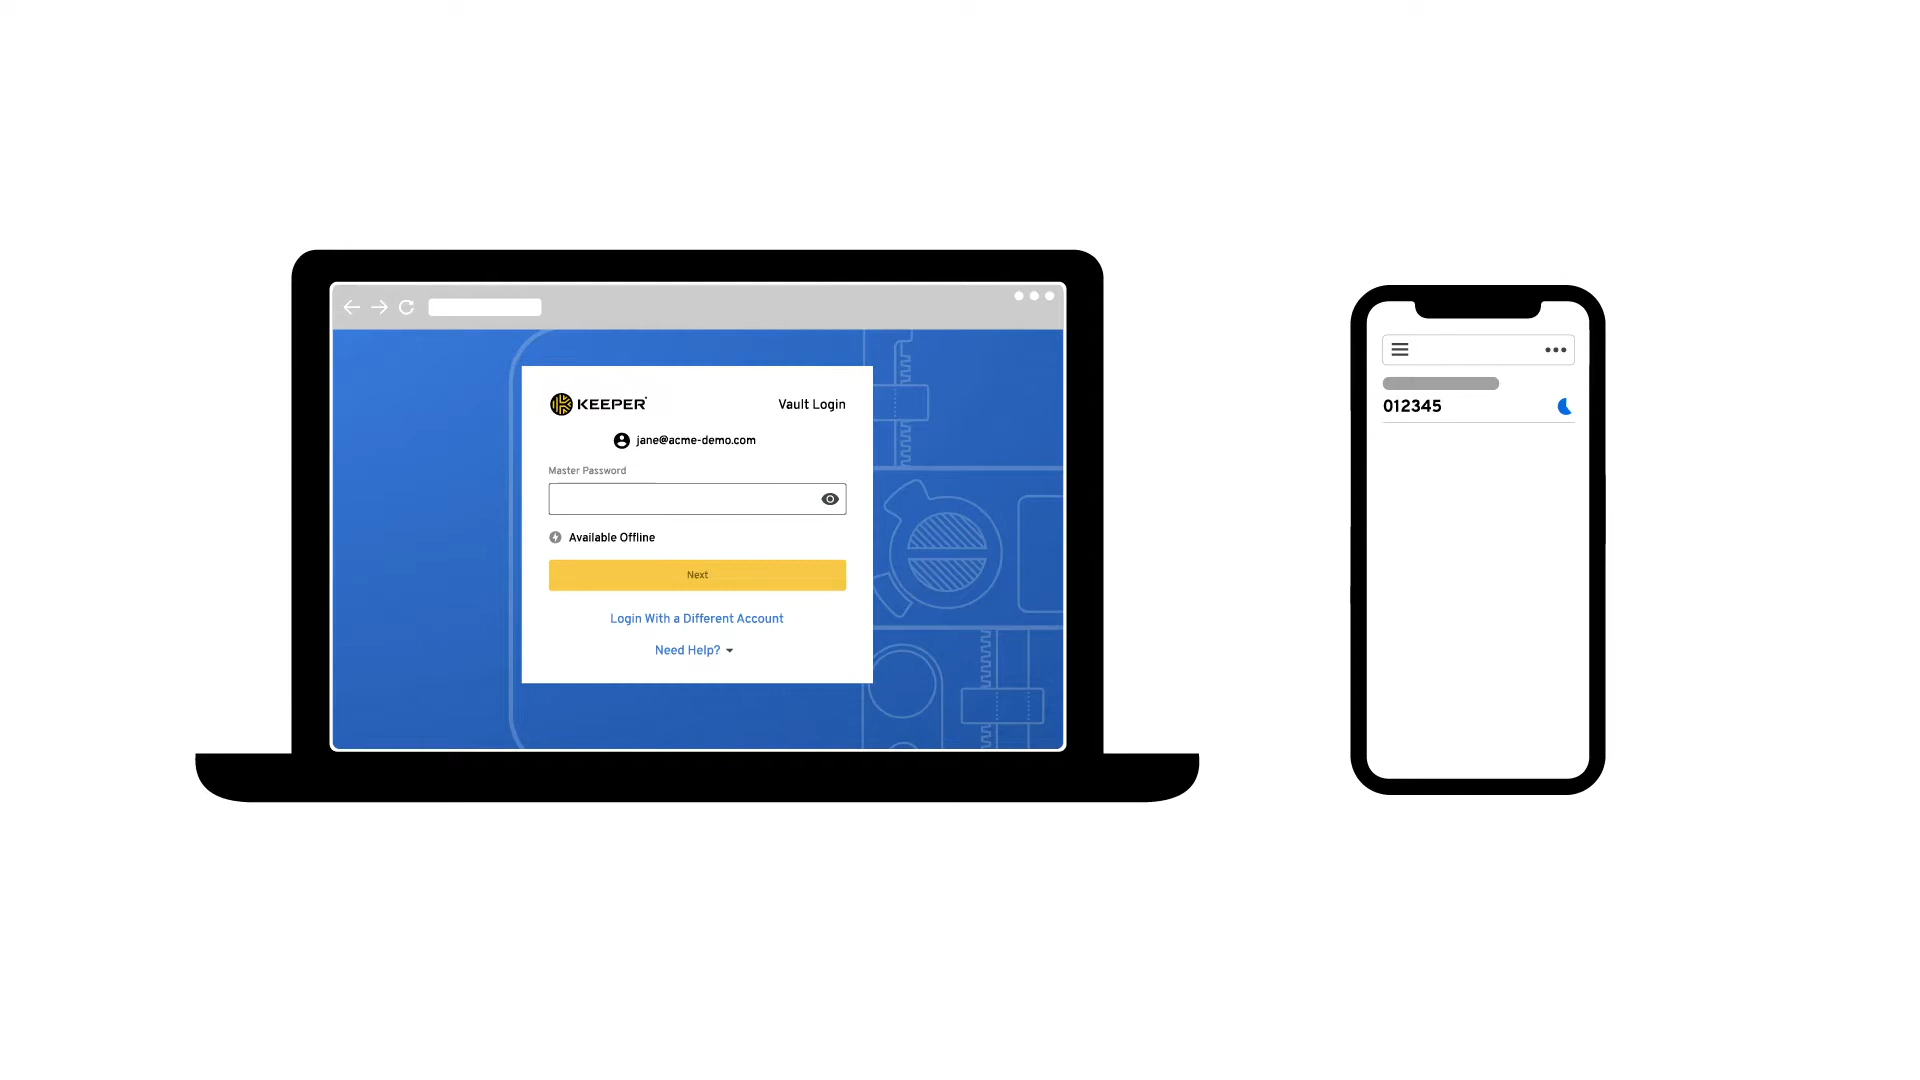 KEEPER
Vault Login
jane@acme-demo.com
Master Password
Available Offline
Next
Login With a Different Account
Need Help?
012345